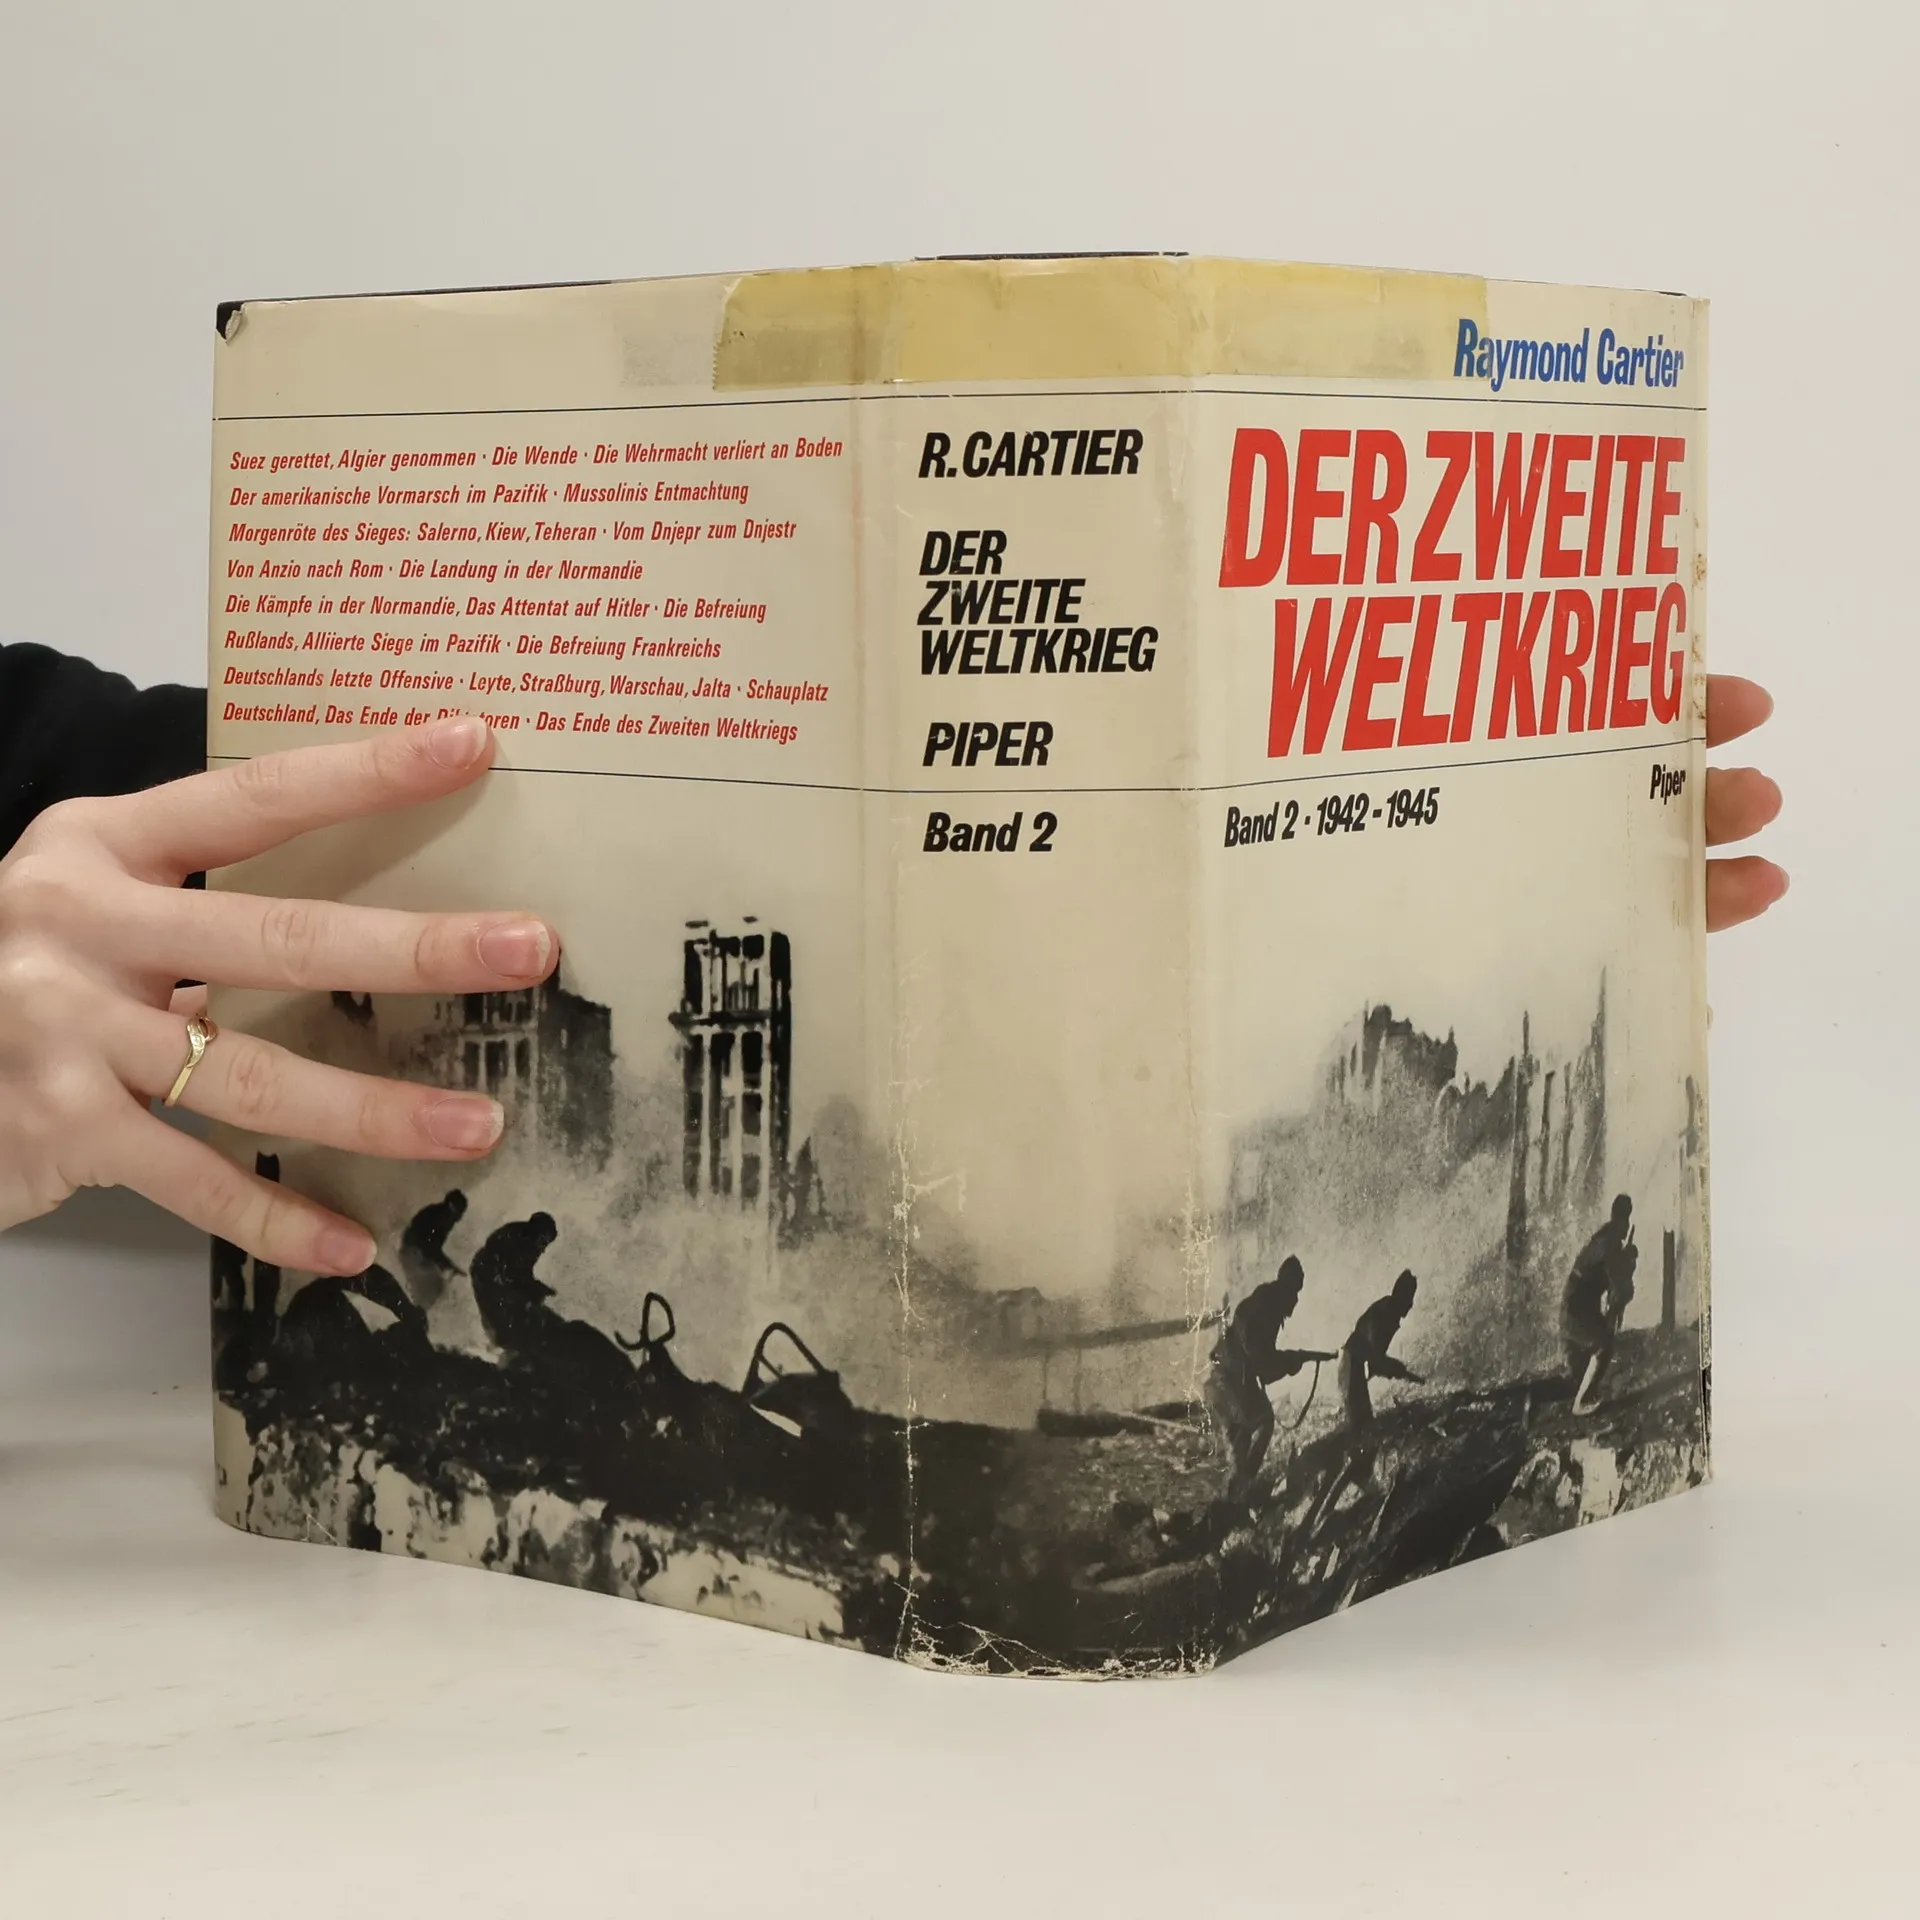 Suez gerettet, Algier genommen · Die Wende · Die Wehrmacht verliert an Boden
Der amerikanische Vormarsch im Pazifik · Mussolinis Entmachtung
Morgenröte des Sieges: Salerno, Kiew, Teheran · Vom Dnjepr zum Dnjestr
Von Anzio nach Rom · Die Landung in der Normandie
Die Kämpfe in der Normandie, Das Attentat auf Hitler · Die Befreiung
Rußlands, Alliierte Siege im Pazifik · Die Befreiung Frankreichs
Deutschlands letzte Offensive · Leyte, Straßburg, Warschau, Jalta · Schauplatz
Deutschland, Das Ende der Diktatoren · Das Ende des Zweiten Weltkriegs
R. CARTIER
DER
ZWEITE
WELTKRIEG
PIPER
Band 2
Raymond Cartier
DER ZWEITE
WELTKRIEG
Piper
Band 2 · 1942-1945